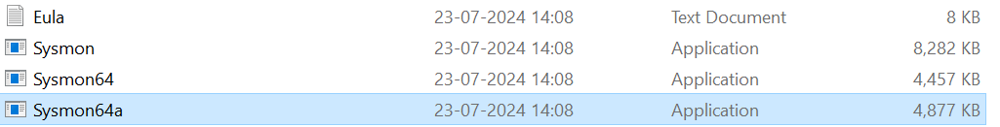 Eula 23-07-2024 14:08 Text Document 8 KB
Sysmon 23-07-2024 14:08 Application 8,282 KB
Sysmon64 23-07-2024 14:08 Application 4,457 KB
Sysmon64a 23-07-2024 14:08 Application 4,877 KB